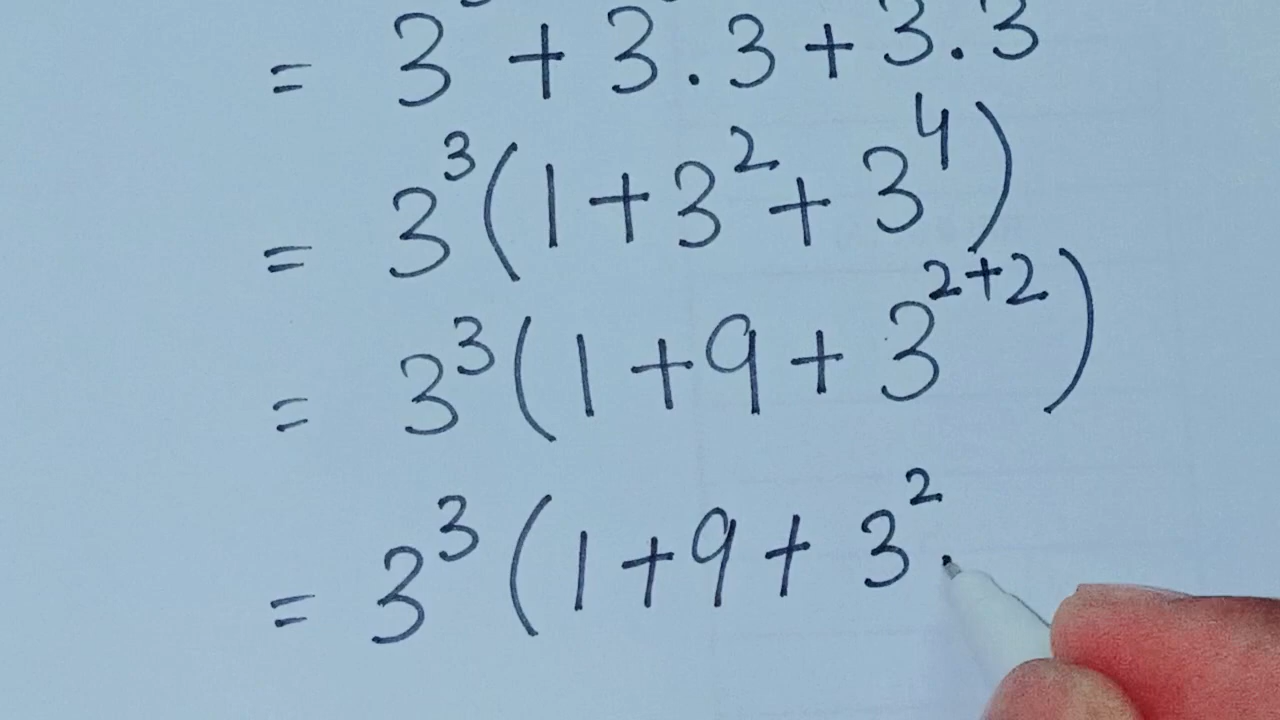 = 3 + 3.3 + 3.3
= 3³(1+3²+3⁴)
= 3³(1+9+3²⁺²)
= 3³(1+9+3².